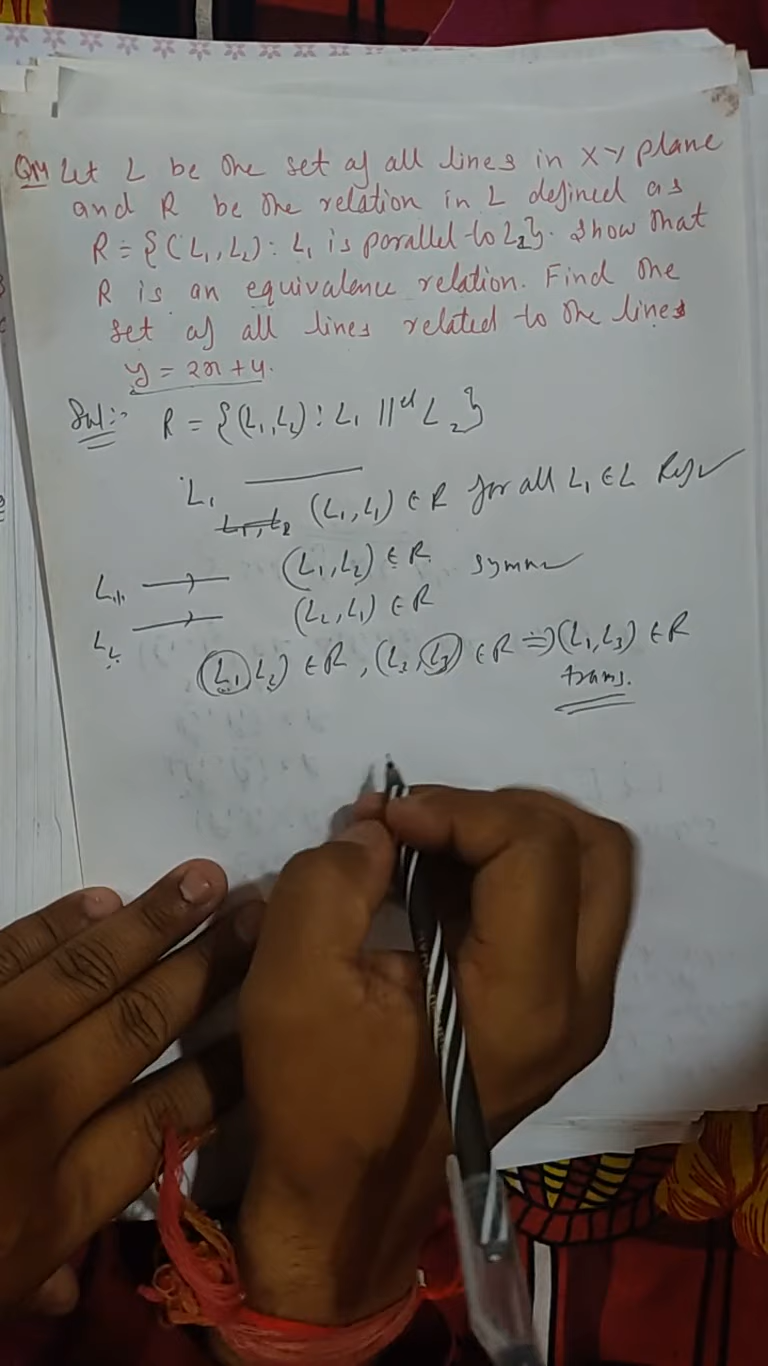 Q14 Let L be the set of all lines in XY plane
and R be the relation in L defined as
R = {(L₁, L₂) : L₁ is parallel to L₂}. Show that
R is an equivalence relation. Find the
set of all lines related to the lines
y = 2x + 4.
Sol:- R = {(L₁, L₂) : L₁ ||el L₂}
L₁
L₁, L₂ (L₁, L₁) ∈ R for all L₁ ∈ L Ref ✓
L₁ (L₁, L₂) ∈ R symm
L₂ (L₂, L₁) ∈ R
(L₁ L₂) ∈ R, (L₂, L₃) ∈ R ⇒ (L₁, L₃) ∈ R
trans.